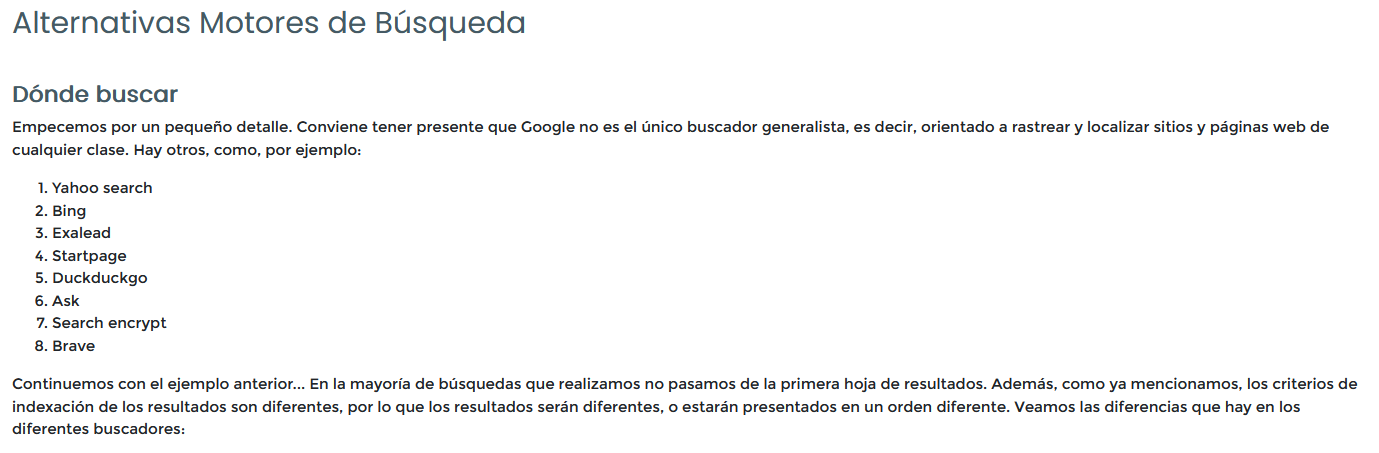 Alternativas Motores de Búsqueda
Dónde buscar
Empecemos por un pequeño detalle. Conviene tener presente que Google no es el único buscador generalista, es decir, orientado a rastrear y localizar sitios y páginas web de
cualquier clase. Hay otros, como, por ejemplo:
1. Yahoo search
2. Bing
3. Exalead
4. Startpage
5. Duckduckgo
6. Ask
7. Search encrypt
8. Brave
Continuemos con el ejemplo anterior... En la mayoría de búsquedas que realizamos no pasamos de la primera hoja de resultados. Además, como ya mencionamos, los criterios de
indexación de los resultados son diferentes, por lo que los resultados serán diferentes, o estarán presentados en un orden diferente. Veamos las diferencias que hay en los
diferentes buscadores: